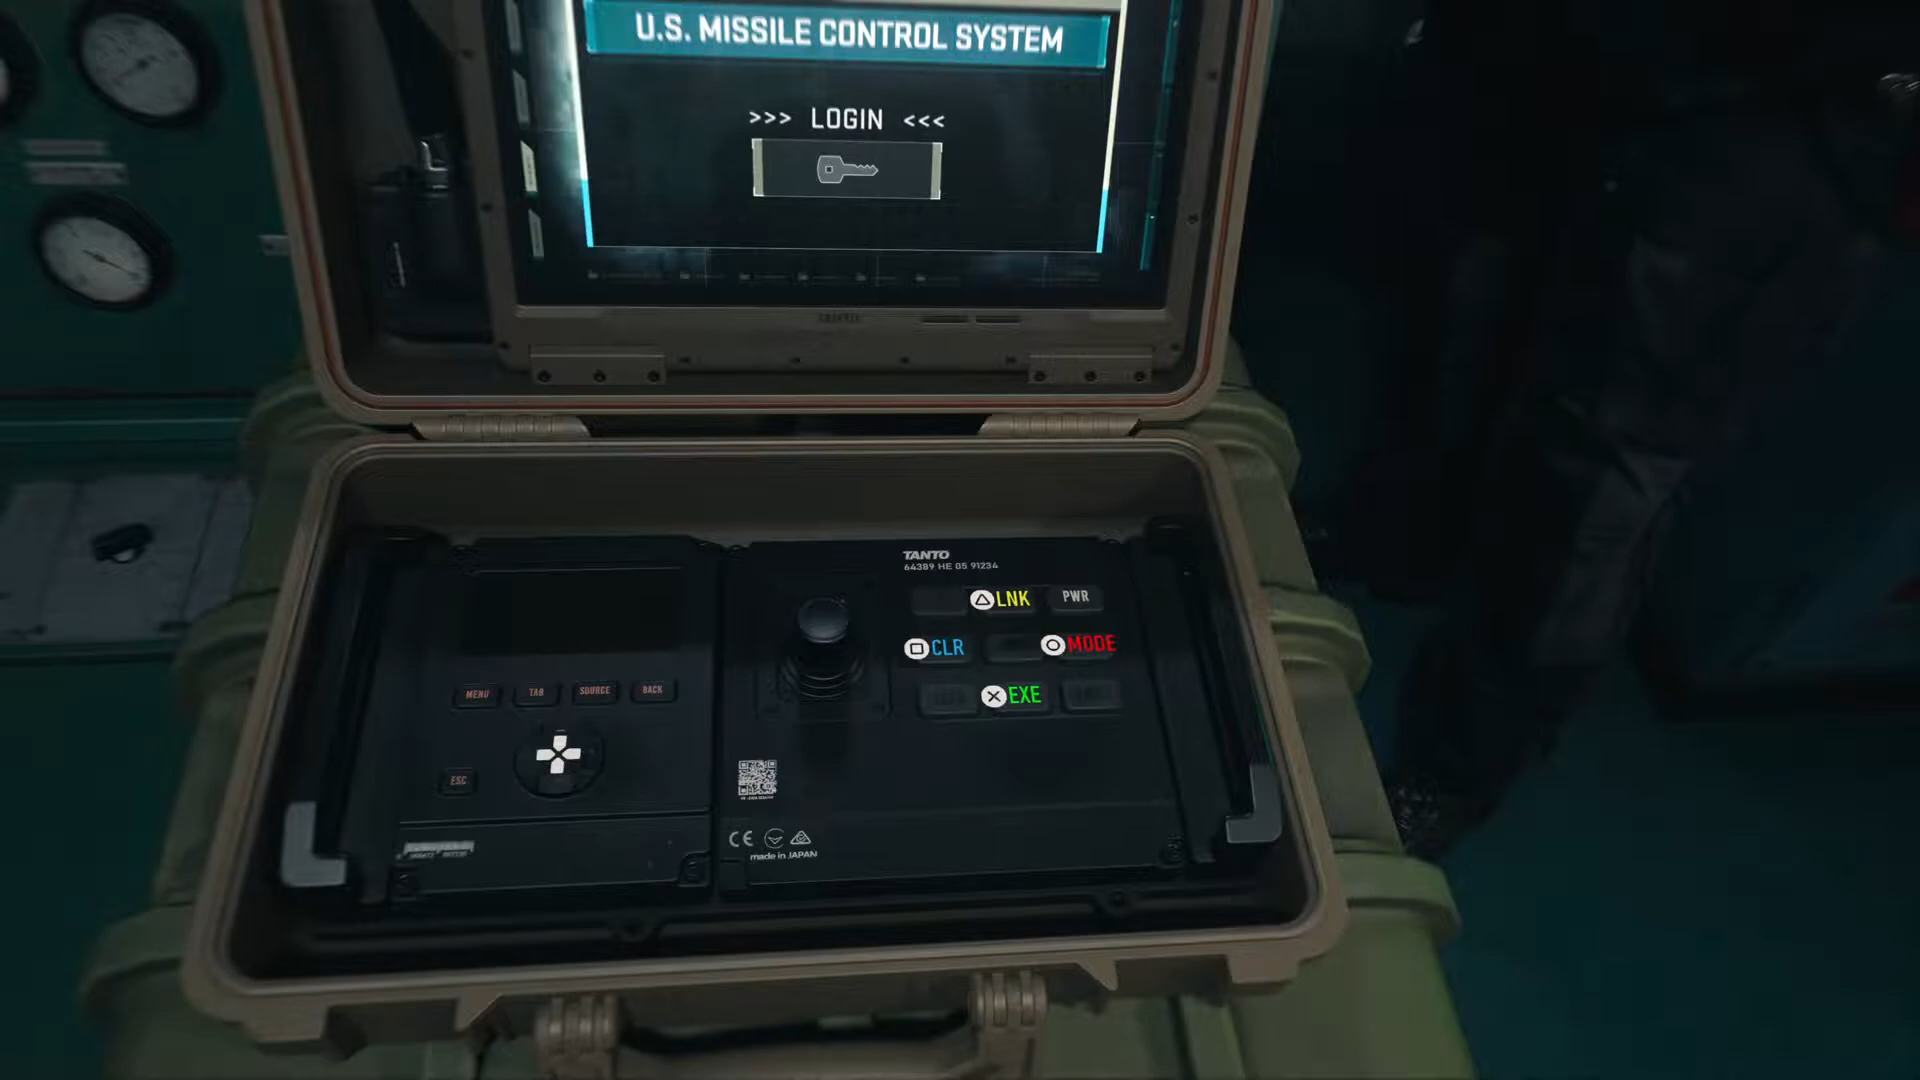 U.S. MISSILE CONTROL SYSTEM
>>> LOGIN <<<
TANTO
64389 HE 05 91234
LNK PWR
CLR MODE
EXE
MENU TAB SOURCE BACK
ESC
CE
made in JAPAN